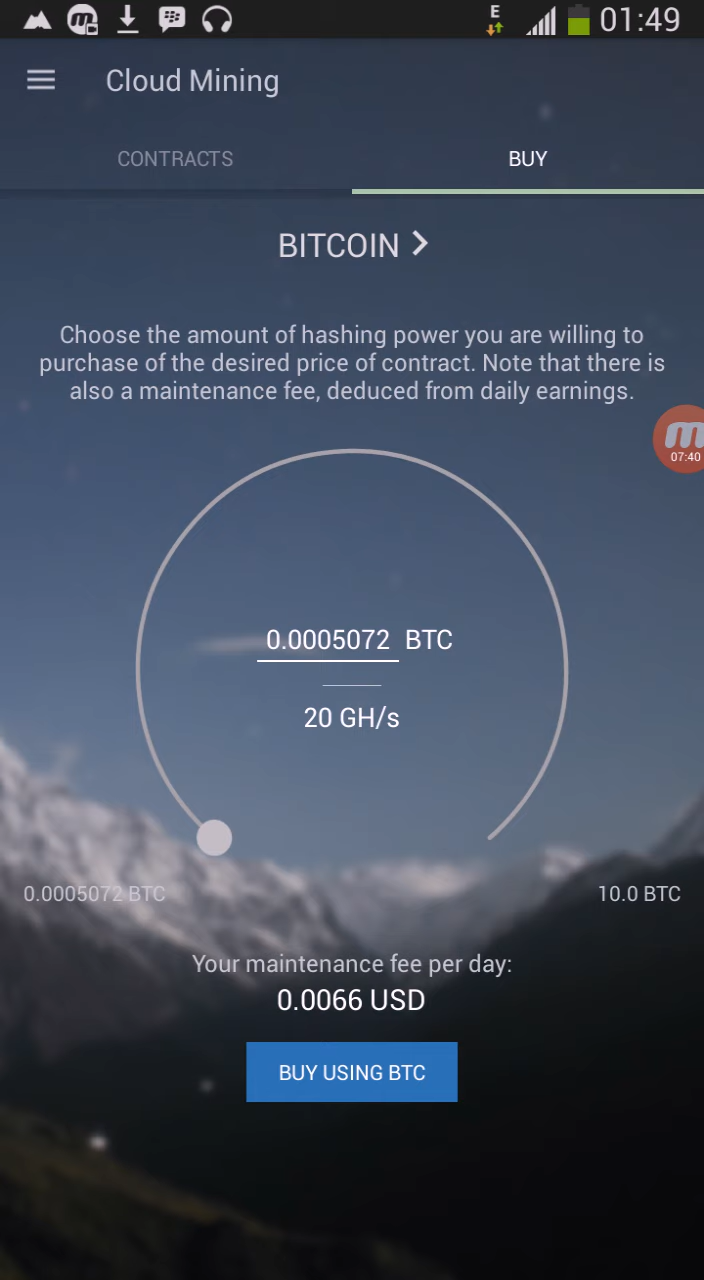 E
01:49
Cloud Mining
CONTRACTS
BUY
BITCOIN
Choose the amount of hashing power you are willing to
purchase of the desired price of contract. Note that there is
also a maintenance fee, deduced from daily earnings.
m
07:40
0.0005072 BTC
20 GH/s
0.0005072 BTC
10.0 BTC
Your maintenance fee per day:
0.0066 USD
BUY USING BTC